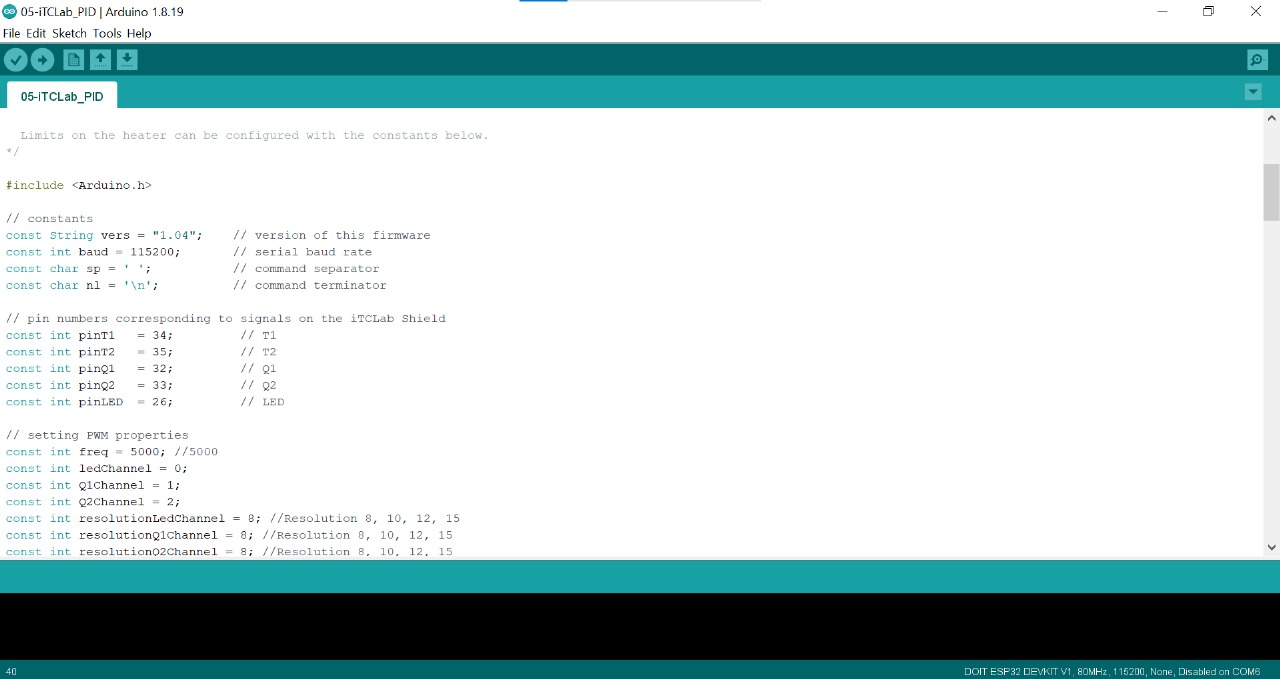 05-iTCLab_PID | Arduino 1.8.19
File Edit Sketch Tools Help
05-iTCLab_PID
Limits on the heater can be configured with the constants below.
*/
#include <Arduino.h>
// constants
const String vers = "1.04";    // version of this firmware
const int baud = 115200;       // serial baud rate
const char sp = ' ';           // command separator
const char nl = '\n';          // command terminator
// pin numbers corresponding to signals on the iTCLab Shield
const int pinT1   = 34;         // T1
const int pinT2   = 35;         // T2
const int pinQ1   = 32;         // Q1
const int pinQ2   = 33;         // Q2
const int pinLED  = 26;         // LED
// setting PWM properties
const int freq = 5000; //5000
const int ledChannel = 0;
const int Q1Channel = 1;
const int Q2Channel = 2;
const int resolutionLedChannel = 8; //Resolution 8, 10, 12, 15
const int resolutionQ1Channel = 8; //Resolution 8, 10, 12, 15
const int resolutionQ2Channel = 8; //Resolution 8, 10, 12, 15
40
DOIT ESP32 DEVKIT V1, 80MHz, 115200, None, Disabled on COM6